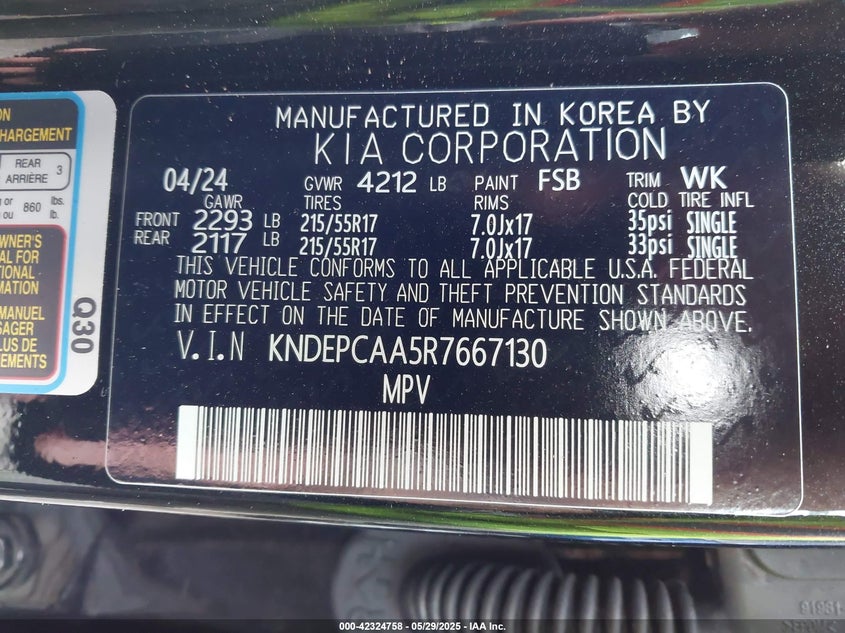 ON
HARGEMENT
REAR
ARRIÈRE 3
or 860 lbs.
ou lb.
OWNER'S
MANUEL
Q30
MANUFACTURED IN KOREA BY
KIA CORPORATION
04/24 GVWR 4212 LB PAINT FSB TRIM WK
GAWR TIRES RIMS COLD TIRE INFL
FRONT 2293 LB 215/55R17 7.0Jx17 35psi SINGLE
REAR 2117 LB 215/55R17 7.0Jx17 33psi SINGLE
THIS VEHICLE CONFORMS TO ALL APPLICABLE U.S.A. FEDERAL
MOTOR VEHICLE SAFETY AND THEFT PREVENTION STANDARDS
IN EFFECT ON THE DATE OF MANUFACTURE SHOWN ABOVE.
V.I.N KNDEPCAA5R7667130
MPV
000-42324758 — 05/29/2025 — IAA Inc.